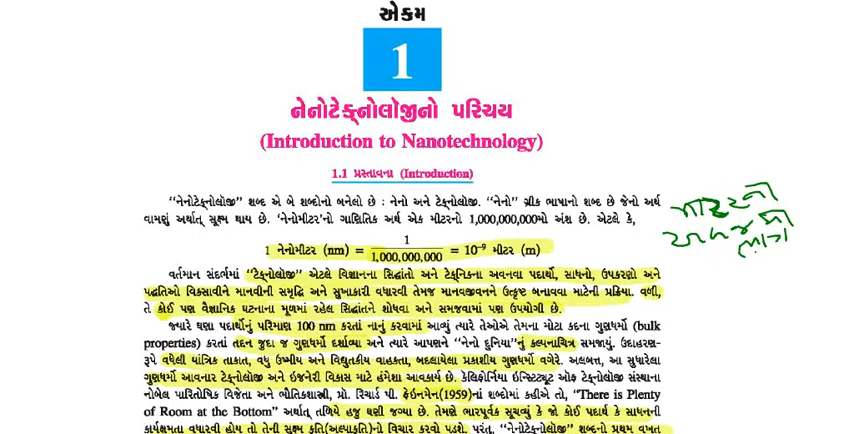 એકમ
1
નેનોટેક્નોલૉજીનો પરિચય
(Introduction to Nanotechnology)
1.1 પ્રસ્તાવના (Introduction)
“નેનોટેક્નોલૉજી” શબ્દ એ બે શબ્દોનો બનેલો છે : નેનો અને ટેક્નોલૉજી. “નેનો” ગ્રીક ભાષાનો શબ્દ છે જેનો અર્થ
વામણું અર્થાત્ સૂક્ષ્મ થાય છે. ‘નેનોમીટર’નો ગાણિતિક અર્થ એક મીટરનો 1,000,000,000મો અંશ છે. એટલે કે,
1 નેનોમીટર (nm) = 1/1,000,000,000 = 10⁻⁹ મીટર (m)
વર્તમાન સંદર્ભમાં “ટેક્નોલૉજી” એટલે વિજ્ઞાનના સિદ્ધાંતો અને ટેક્નિકના અવનવા પદાર્થો, સાધનો, ઉપકરણો અને
પદ્ધતિઓ વિકસાવીને માનવીની સમૃદ્ધિ અને સુખાકારી વધારવી તેમજ માનવજીવનને ઉત્કૃષ્ટ બનાવવા માટેની પ્રક્રિયા. વળી,
તે કોઈ પણ વૈજ્ઞાનિક ઘટનાના મૂળમાં રહેલ સિદ્ધાંતને શોધવા અને સમજવામાં પણ ઉપયોગી છે.
જ્યારે ઘણા પદાર્થોનું પરિમાણ 100 nm કરતાં નાનું કરવામાં આવ્યું ત્યારે તેઓએ તેમના મોટા કદના ગુણધર્મો (bulk
properties) કરતાં તદન જુદા જ ગુણધર્મો દર્શાવ્યા અને ત્યારે આપણને “નેનો દુનિયા”નું કલ્પનાચિત્ર સમજાયું. ઉદાહરણ-
રૂપે વધેલી યાંત્રિક તાકાત, વધુ ઉષ્મીય અને વિદ્યુતકીય વાહકતા, બદલાયેલા પ્રકાશીય ગુણધર્મો વગેરે. અલબત્ત, આ સુધારેલા
ગુણધર્મો આવનાર ટેક્નોલૉજી અને ઇજનેરી વિકાસ માટે હંમેશા આવકાર્ય છે. કેલિફોર્નિયા ઇન્સ્ટિટ્યૂટ ઓફ ટેક્નોલૉજી સંસ્થાના
નોબેલ પારિતોષિક વિજેતા અને ભૌતિકશાસ્ત્રી, પ્રો. રિચાર્ડ પી. ફેઇનમેન(1959)નાં શબ્દોમાં કહીએ તો, “There is Plenty
of Room at the Bottom” અર્થાત્ તળિયે હજુ ઘણી જગ્યા છે. તેમણે ભારપૂર્વક સૂચવ્યું કે જો કોઈ પદાર્થ કે સાધનની
કાર્યક્ષમતા વધારવી હોય તો તેની સૂક્ષ્મ કૃતિ(અલ્પાકૃતિ)નો વિચાર કરવો પડશે. પરંતુ, “નેનોટેક્નોલૉજી” શબ્દનો પ્રથમ વખત
મીટરનો
અબજમો
ભાગ